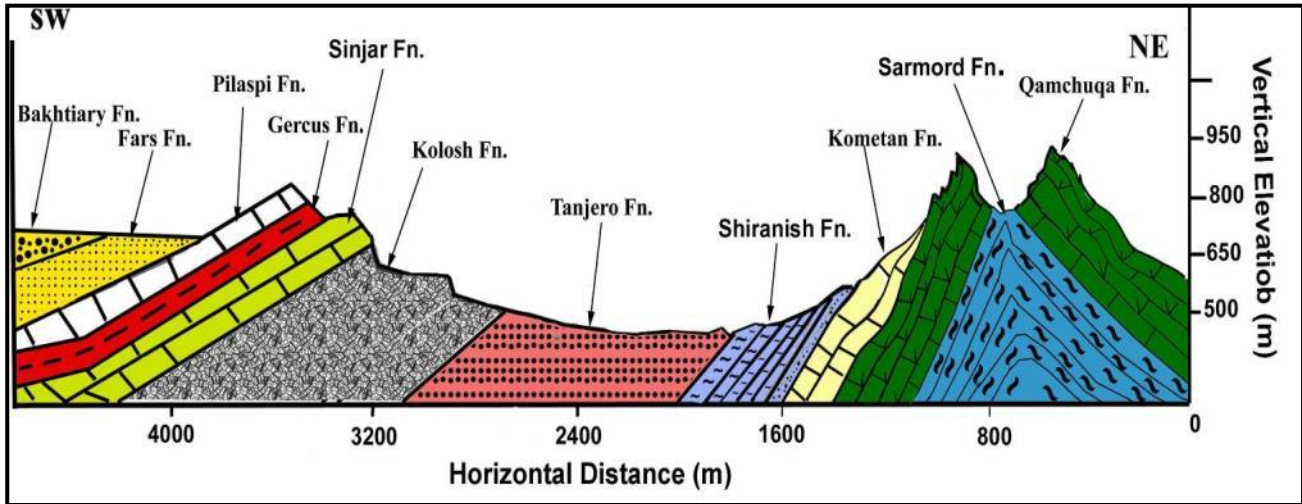 SW
NE
Sinjar Fn.
Sarmord Fn.
Pilaspi Fn.
Qamchuqa Fn.
Bakhtiary Fn.
Gercus Fn.
Fars Fn.
Kometan Fn.
Kolosh Fn.
Tanjero Fn.
Shiranish Fn.
950
800
650
500
Vertical Elevatiob (m)
4000
3200
2400
1600
800
0
Horizontal Distance (m)